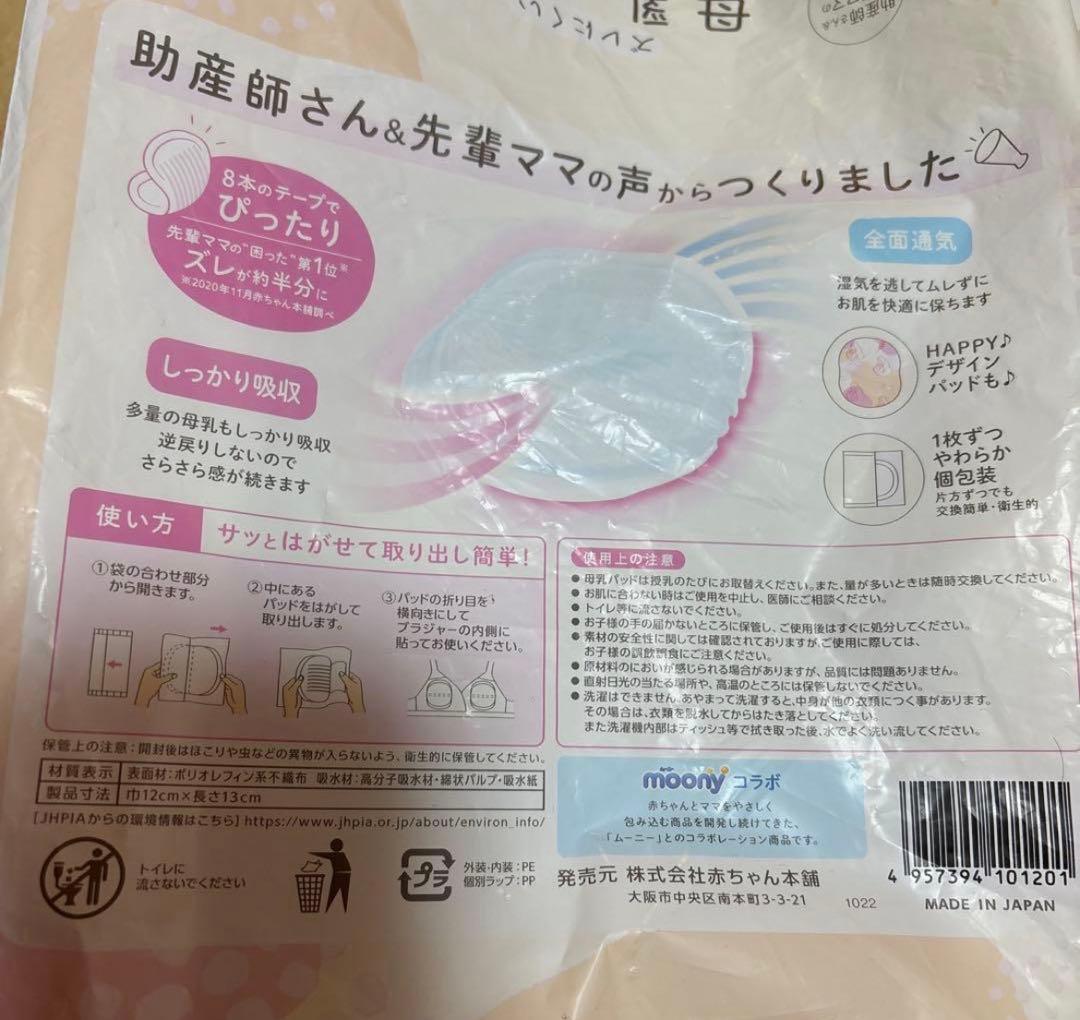 ズレにくい
母乳
助産師さん&
助産師さん&先輩ママの声からつくりました
8本のテープで
ぴったり
先輩ママの"困った"第1位※
ズレが約半分に
※2020年11月赤ちゃん本舗調べ
全面通気
湿気を逃してムレずに
お肌を快適に保ちます
HAPPY♪
デザイン
パッドも♪
しっかり吸収
多量の母乳もしっかり吸収
逆戻りしないので
さらさら感が続きます
1枚ずつ
やわらか
個包装
片方ずつでも
交換簡単・衛生的
使い方 サッとはがせて取り出し簡単!
①袋の合わせ部分
から開きます。
②中にある
パッドをはがして
取り出します。
③パッドの折り目を
横向きにして
ブラジャーの内側に
貼ってお使いください。
使用上の注意
●母乳パッドは授乳のたびにお取替えください。また、量が多いときは随時交換してください。
●お肌に合わない時はご使用を中止し、医師にご相談ください。
●トイレ等に流さないでください。
●お子様の手の届かないところに保管し、ご使用後はすぐに処分してください。
●素材の安全性に関しては確認されておりますが、ご使用に際しては、
お子様の誤飲誤食にご注意ください。
●原材料のにおいが感じられる場合がありますが、品質には問題ありません。
●直射日光の当たる場所や、高温のところには保管しないでください。
●洗濯はできません。あやまって洗濯すると、中身が他の衣類につく事があります。
その場合は、衣類を脱水してからはたき落としてください。
また洗濯機内部はティッシュ等で拭き取った後、水でよく洗い流してください。
保管上の注意:開封後はほこりや虫などの異物が入らないよう、衛生的に保管してください。
材質表示 表面材:ポリオレフィン系不織布 吸水材:高分子吸水材・綿状パルプ・吸水紙
製品寸法 巾12cm×長さ13cm
[JHPIAからの環境情報はこちら] https://www.jhpia.or.jp/about/environ_info/
moony コラボ
赤ちゃんとママをやさしく
包み込む商品を開発し続けてきた、
「ムーニー」とのコラボレーション商品です。
トイレに
流さないでください
プラ
外装・内装:PE
個別ラップ:PP
発売元 株式会社赤ちゃん本舗
大阪市中央区南本町3-3-21
1022
4 957394 101201
MADE IN JAPAN